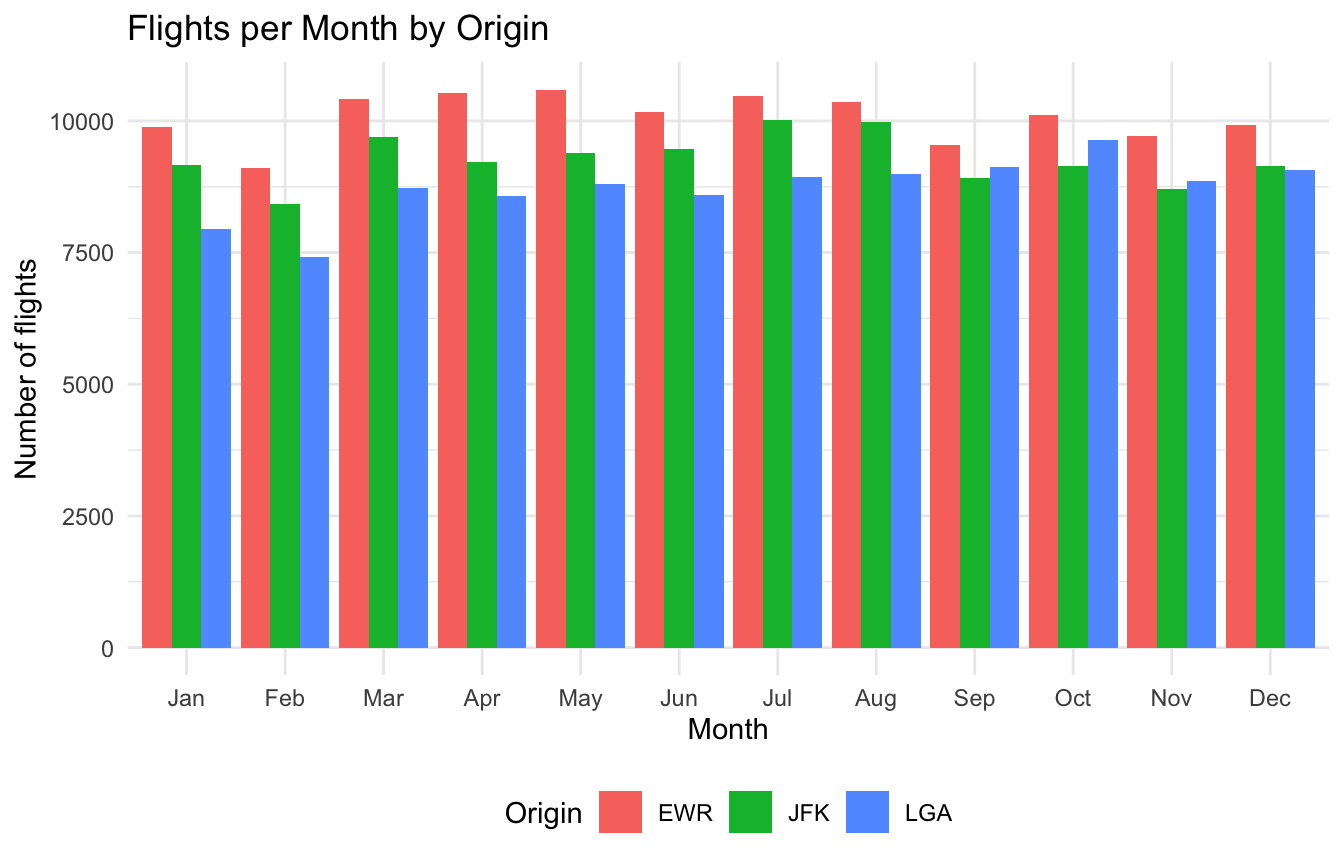 Flights per Month by Origin
Number of flights
10000
7500
5000
2500
0
Jan Feb Mar Apr May Jun Jul Aug Sep Oct Nov Dec
Month
Origin EWR JFK LGA